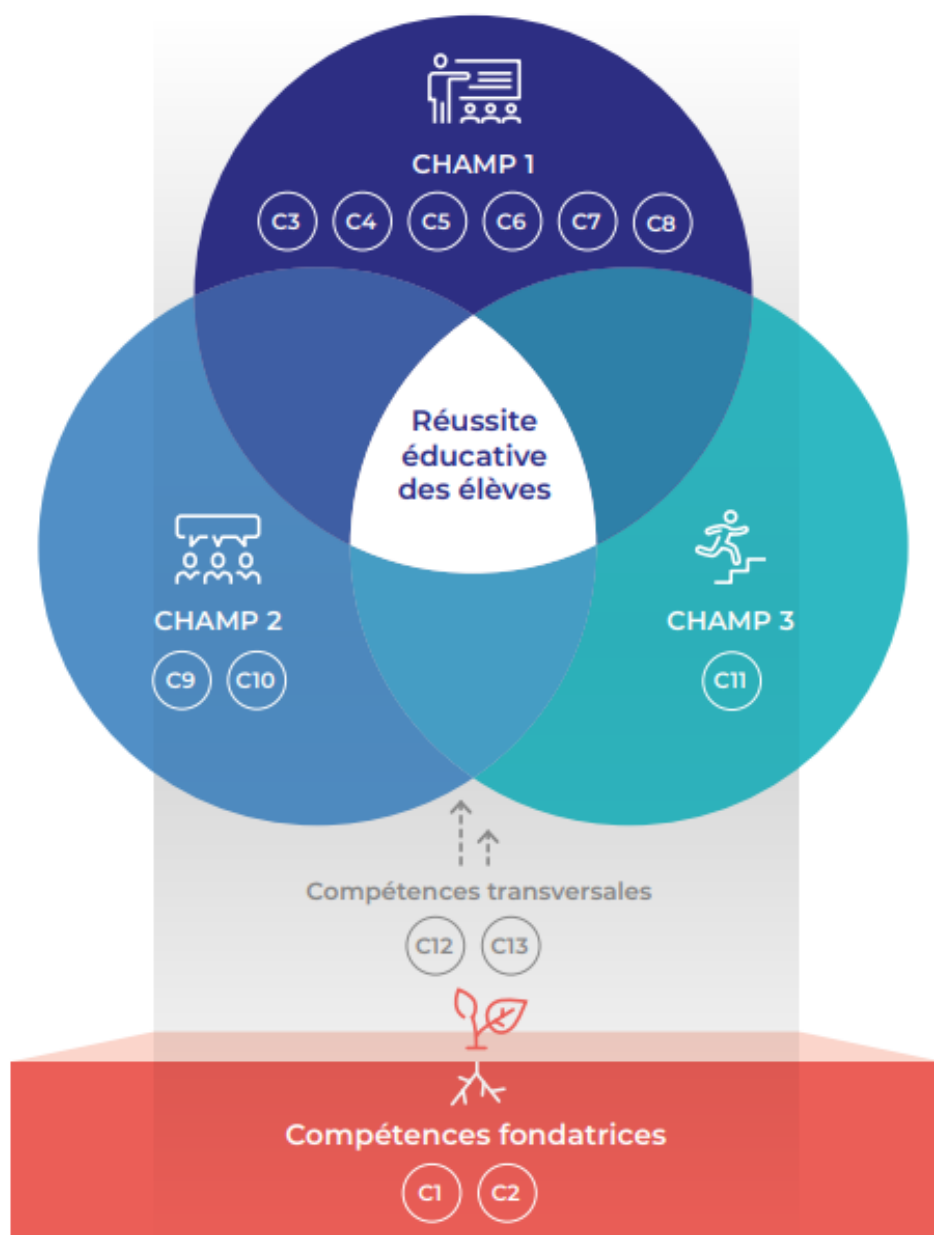 CHAMP 1
C3 C4 C5 C6 C7 C8
Réussite
éducative
des élèves
CHAMP 2
C9 C10
CHAMP 3
C11
Compétences transversales
C12 C13
Compétences fondatrices
C1 C2